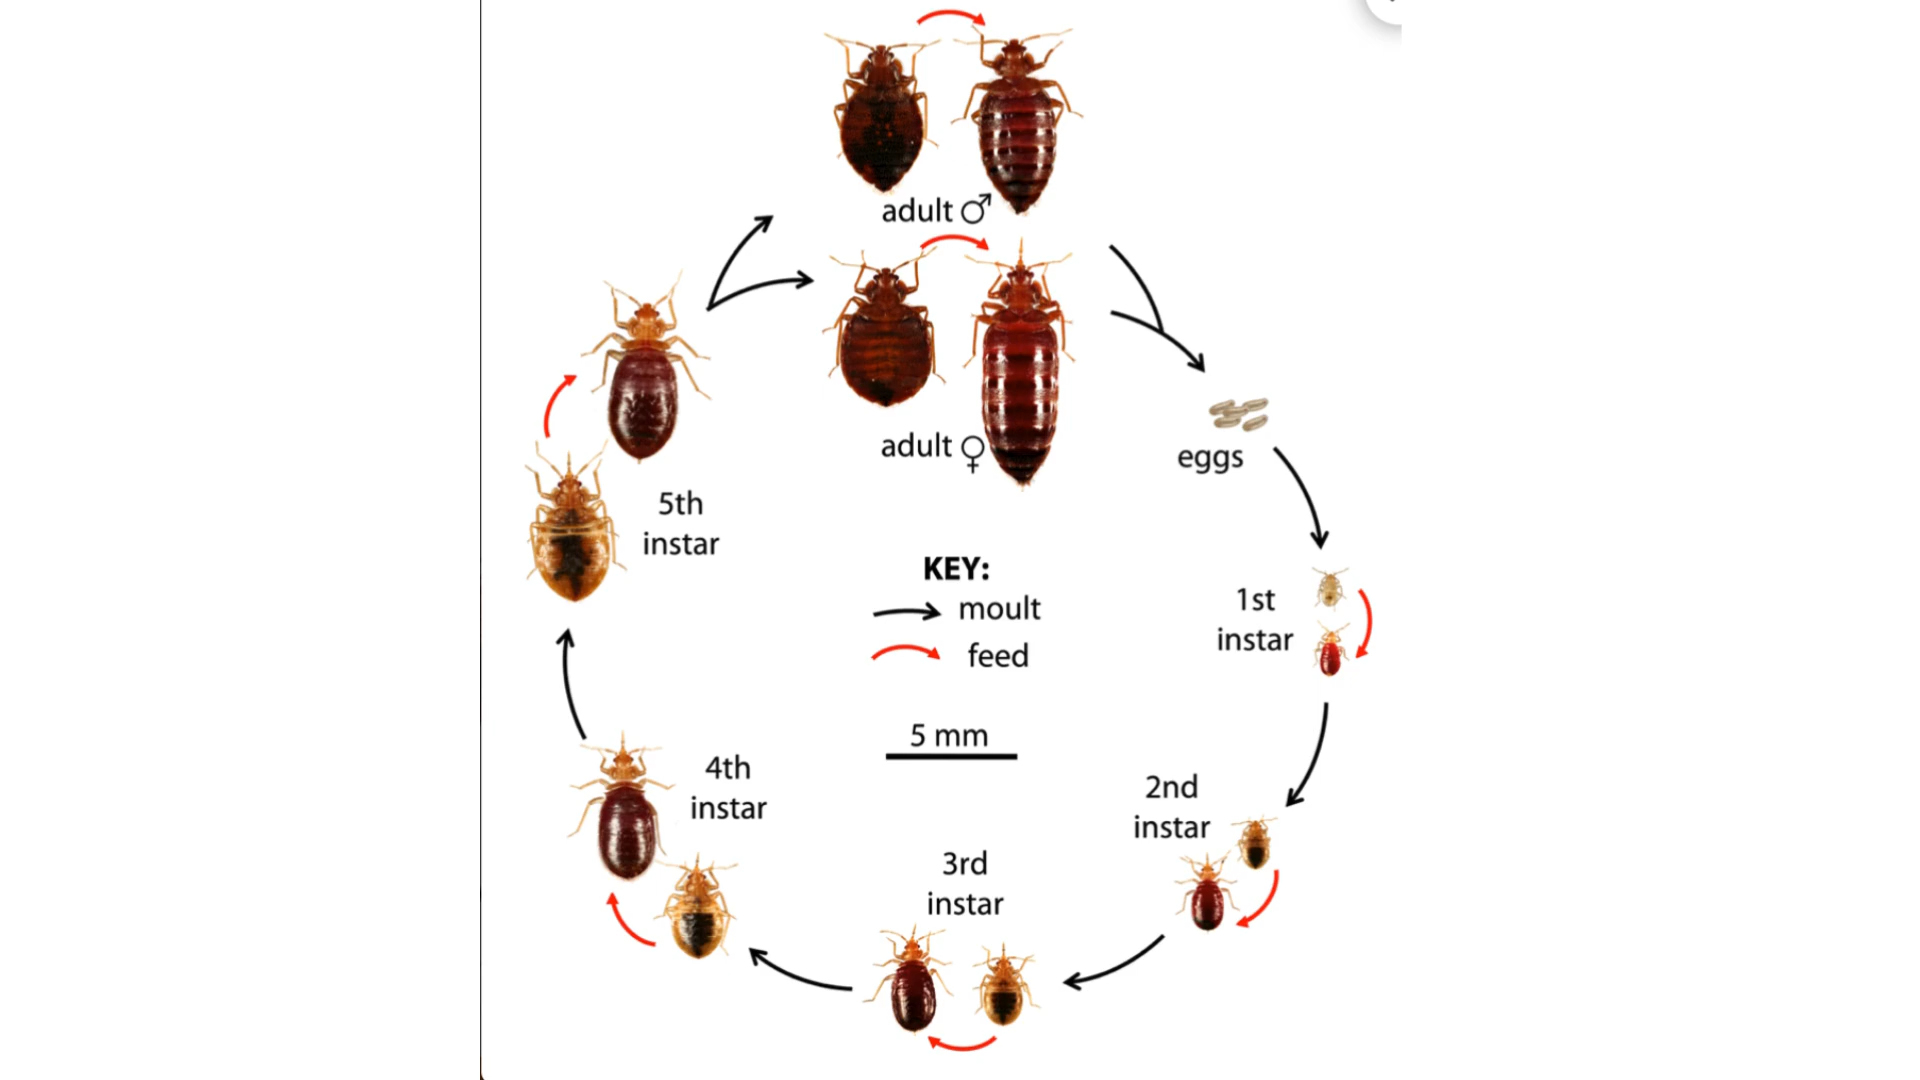 adult ♂
adult ♀
eggs
5th
instar
KEY:
moult
feed
1st
instar
5 mm
4th
instar
2nd
instar
3rd
instar